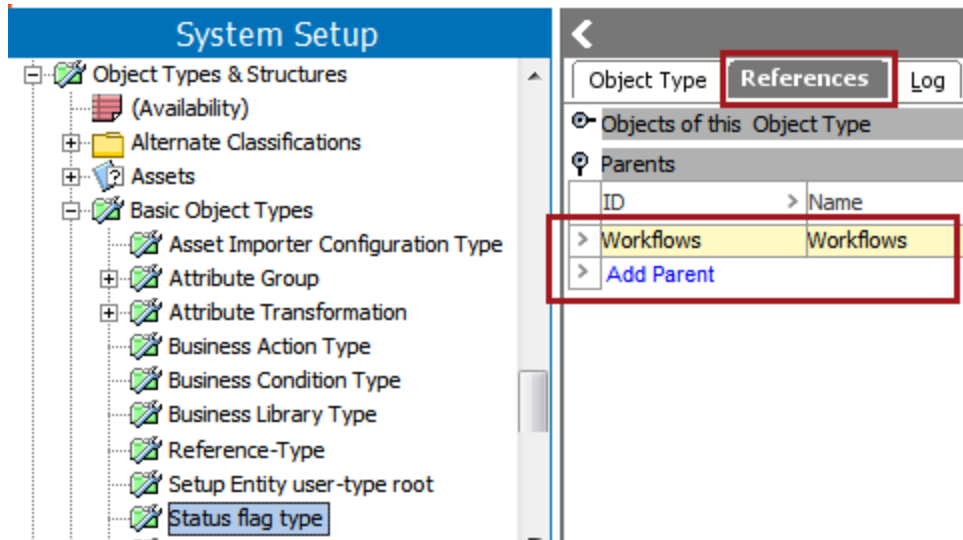 System Setup
Object Types & Structures
(Availability)
Alternate Classifications
Assets
Basic Object Types
Asset Importer Configuration Type
Attribute Group
Attribute Transformation
Business Action Type
Business Condition Type
Business Library Type
Reference-Type
Setup Entity user-type root
Status flag type
Object Type References Log
Objects of this Object Type
Parents
ID > Name
> Workflows Workflows
> Add Parent